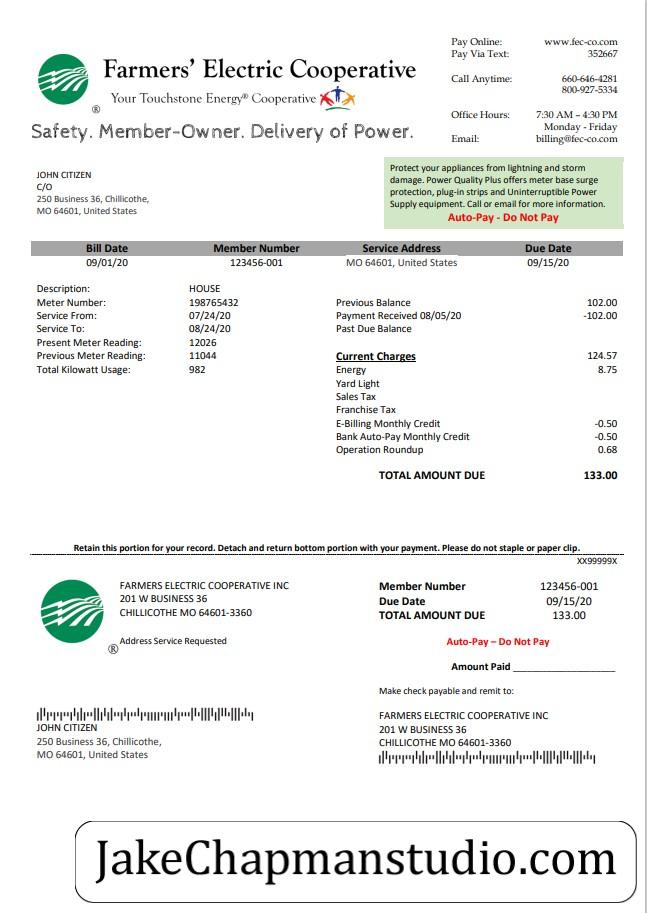 Farmers' Electric Cooperative
Your Touchstone Energy® Cooperative
®
Safety. Member-Owner. Delivery of Power.
Pay Online: www.fec-co.com
Pay Via Text: 352667
Call Anytime: 660-646-4281
800-927-5334
Office Hours: 7:30 AM – 4:30 PM
Monday - Friday
Email: billing@fec-co.com
JOHN CITIZEN
C/O
250 Business 36, Chillicothe,
MO 64601, United States
Protect your appliances from lightning and storm
damage. Power Quality Plus offers meter base surge
protection, plug-in strips and Uninterruptible Power
Supply equipment. Call or email for more information.
Auto-Pay - Do Not Pay
Bill Date Member Number Service Address Due Date
09/01/20 123456-001 MO 64601, United States 09/15/20
Description: HOUSE
Meter Number: 198765432
Service From: 07/24/20
Service To: 08/24/20
Present Meter Reading: 12026
Previous Meter Reading: 11044
Total Kilowatt Usage: 982
Previous Balance 102.00
Payment Received 08/05/20 -102.00
Past Due Balance
Current Charges 124.57
Energy 8.75
Yard Light
Sales Tax
Franchise Tax
E-Billing Monthly Credit -0.50
Bank Auto-Pay Monthly Credit -0.50
Operation Roundup 0.68
TOTAL AMOUNT DUE 133.00
Retain this portion for your record. Detach and return bottom portion with your payment. Please do not staple or paper clip.
XX99999X
FARMERS ELECTRIC COOPERATIVE INC
201 W BUSINESS 36
CHILLICOTHE MO 64601-3360
®Address Service Requested
Member Number 123456-001
Due Date 09/15/20
TOTAL AMOUNT DUE 133.00
Auto-Pay – Do Not Pay
Amount Paid ____________________
Make check payable and remit to:
JOHN CITIZEN
250 Business 36, Chillicothe,
MO 64601, United States
FARMERS ELECTRIC COOPERATIVE INC
201 W BUSINESS 36
CHILLICOTHE MO 64601-3360
JakeChapmanstudio.com